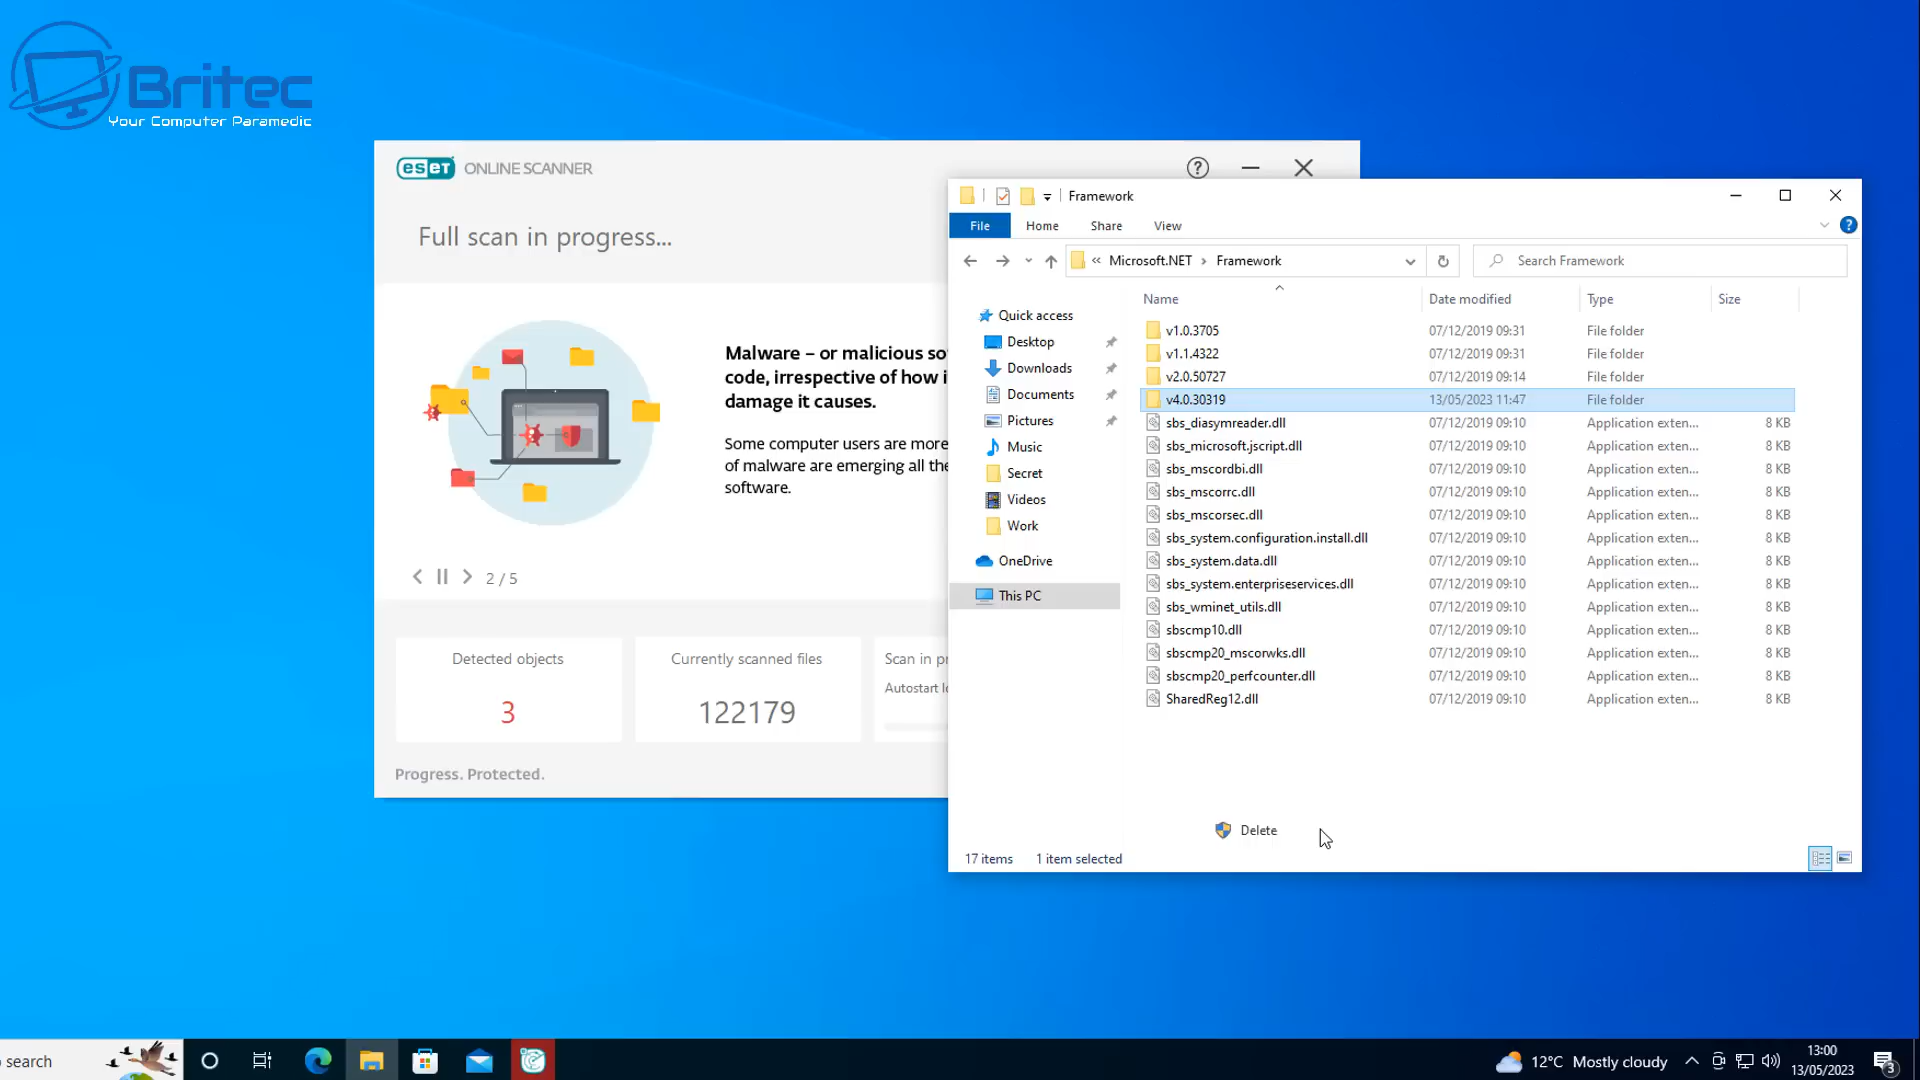 Britec
Your Computer Paramedic
eseT ONLINE SCANNER
Full scan in progress...
Malware – or malicious so
code, irrespective of how i
damage it causes.
Some computer users are more
of malware are emerging all the
software.
2 / 5
Detected objects
3
Currently scanned files
122179
Scan in pr
Autostart lo
Progress. Protected.
Framework
File Home Share View
« Microsoft.NET › Framework
Search Framework
Quick access
Desktop
Downloads
Documents
Pictures
Music
Secret
Videos
Work
OneDrive
This PC
Name Date modified Type Size
v1.0.3705 07/12/2019 09:31 File folder
v1.1.4322 07/12/2019 09:31 File folder
v2.0.50727 07/12/2019 09:14 File folder
v4.0.30319 13/05/2023 11:47 File folder
sbs_diasymreader.dll 07/12/2019 09:10 Application exten... 8 KB
sbs_microsoft.jscript.dll 07/12/2019 09:10 Application exten... 8 KB
sbs_mscordbi.dll 07/12/2019 09:10 Application exten... 8 KB
sbs_mscorrc.dll 07/12/2019 09:10 Application exten... 8 KB
sbs_mscorsec.dll 07/12/2019 09:10 Application exten... 8 KB
sbs_system.configuration.install.dll 07/12/2019 09:10 Application exten... 8 KB
sbs_system.data.dll 07/12/2019 09:10 Application exten... 8 KB
sbs_system.enterpriseservices.dll 07/12/2019 09:10 Application exten... 8 KB
sbs_wminet_utils.dll 07/12/2019 09:10 Application exten... 8 KB
sbscmp10.dll 07/12/2019 09:10 Application exten... 8 KB
sbscmp20_mscorwks.dll 07/12/2019 09:10 Application exten... 8 KB
sbscmp20_perfcounter.dll 07/12/2019 09:10 Application exten... 8 KB
SharedReg12.dll 07/12/2019 09:10 Application exten... 8 KB
Delete
17 items 1 item selected
search
12°C Mostly cloudy
13:00
13/05/2023
3